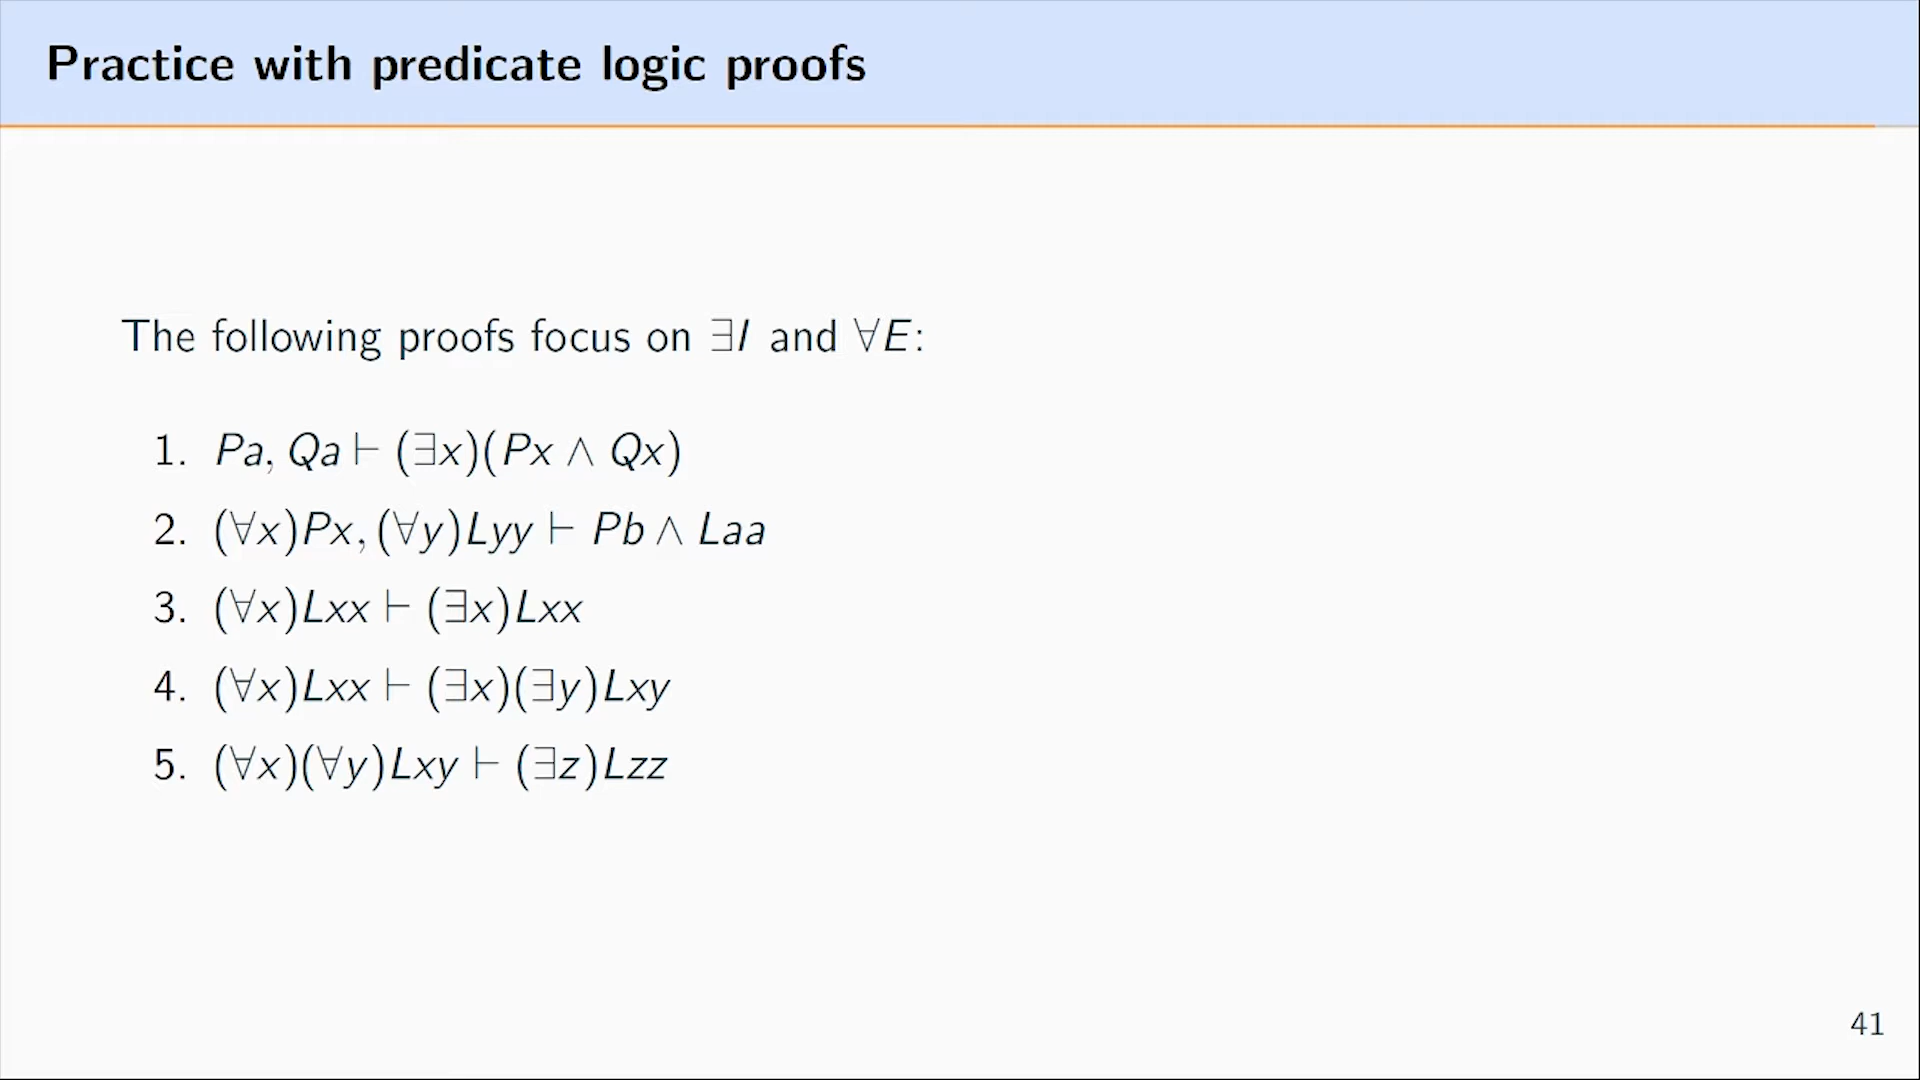 Practice with predicate logic proofs
The following proofs focus on ∃I and ∀E:
1. Pa, Qa ⊢ (∃x)(Px ∧ Qx)
2. (∀x)Px, (∀y)Lyy ⊢ Pb ∧ Laa
3. (∀x)Lxx ⊢ (∃x)Lxx
4. (∀x)Lxx ⊢ (∃x)(∃y)Lxy
5. (∀x)(∀y)Lxy ⊢ (∃z)Lzz
41